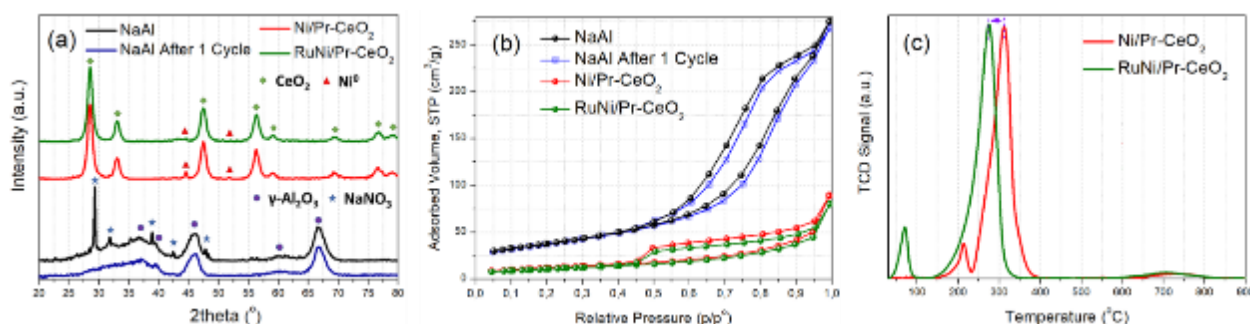 (a)
NaAl
NaAl After 1 Cycle
Ni/Pr-CeO₂
RuNi/Pr-CeO₂
CeO₂
Ni⁰
γ-Al₂O₃
NaNO₃
Intensity (a.u.)
20 25 30 35 40 45 50 55 60 65 70 75 80
2theta (°)
(b)
NaAl
NaAl After 1 Cycle
Ni/Pr-CeO₂
RuNi/Pr-CeO₂
Adsorbed Volume, STP (cm³/g)
250
200
150
100
50
0
0,0 0,1 0,2 0,3 0,4 0,5 0,6 0,7 0,8 0,9 1,0
Relative Pressure (p/p⁰)
(c)
Ni/Pr-CeO₂
RuNi/Pr-CeO₂
TCD Signal (a.u.)
100 200 300 400 500 600 700 800 900
Temperature (⁰C)